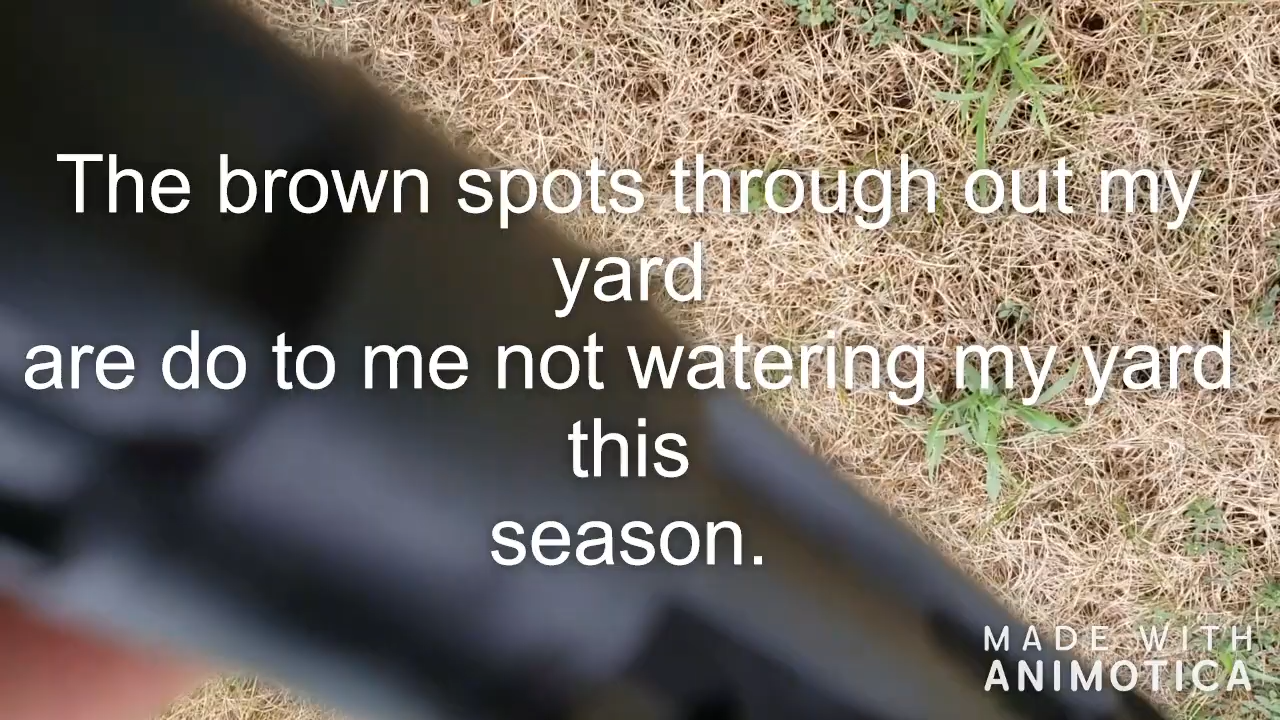 The brown spots through out my
yard
are do to me not watering my yard
this
season.
MADE WITH
ANIMOTICA